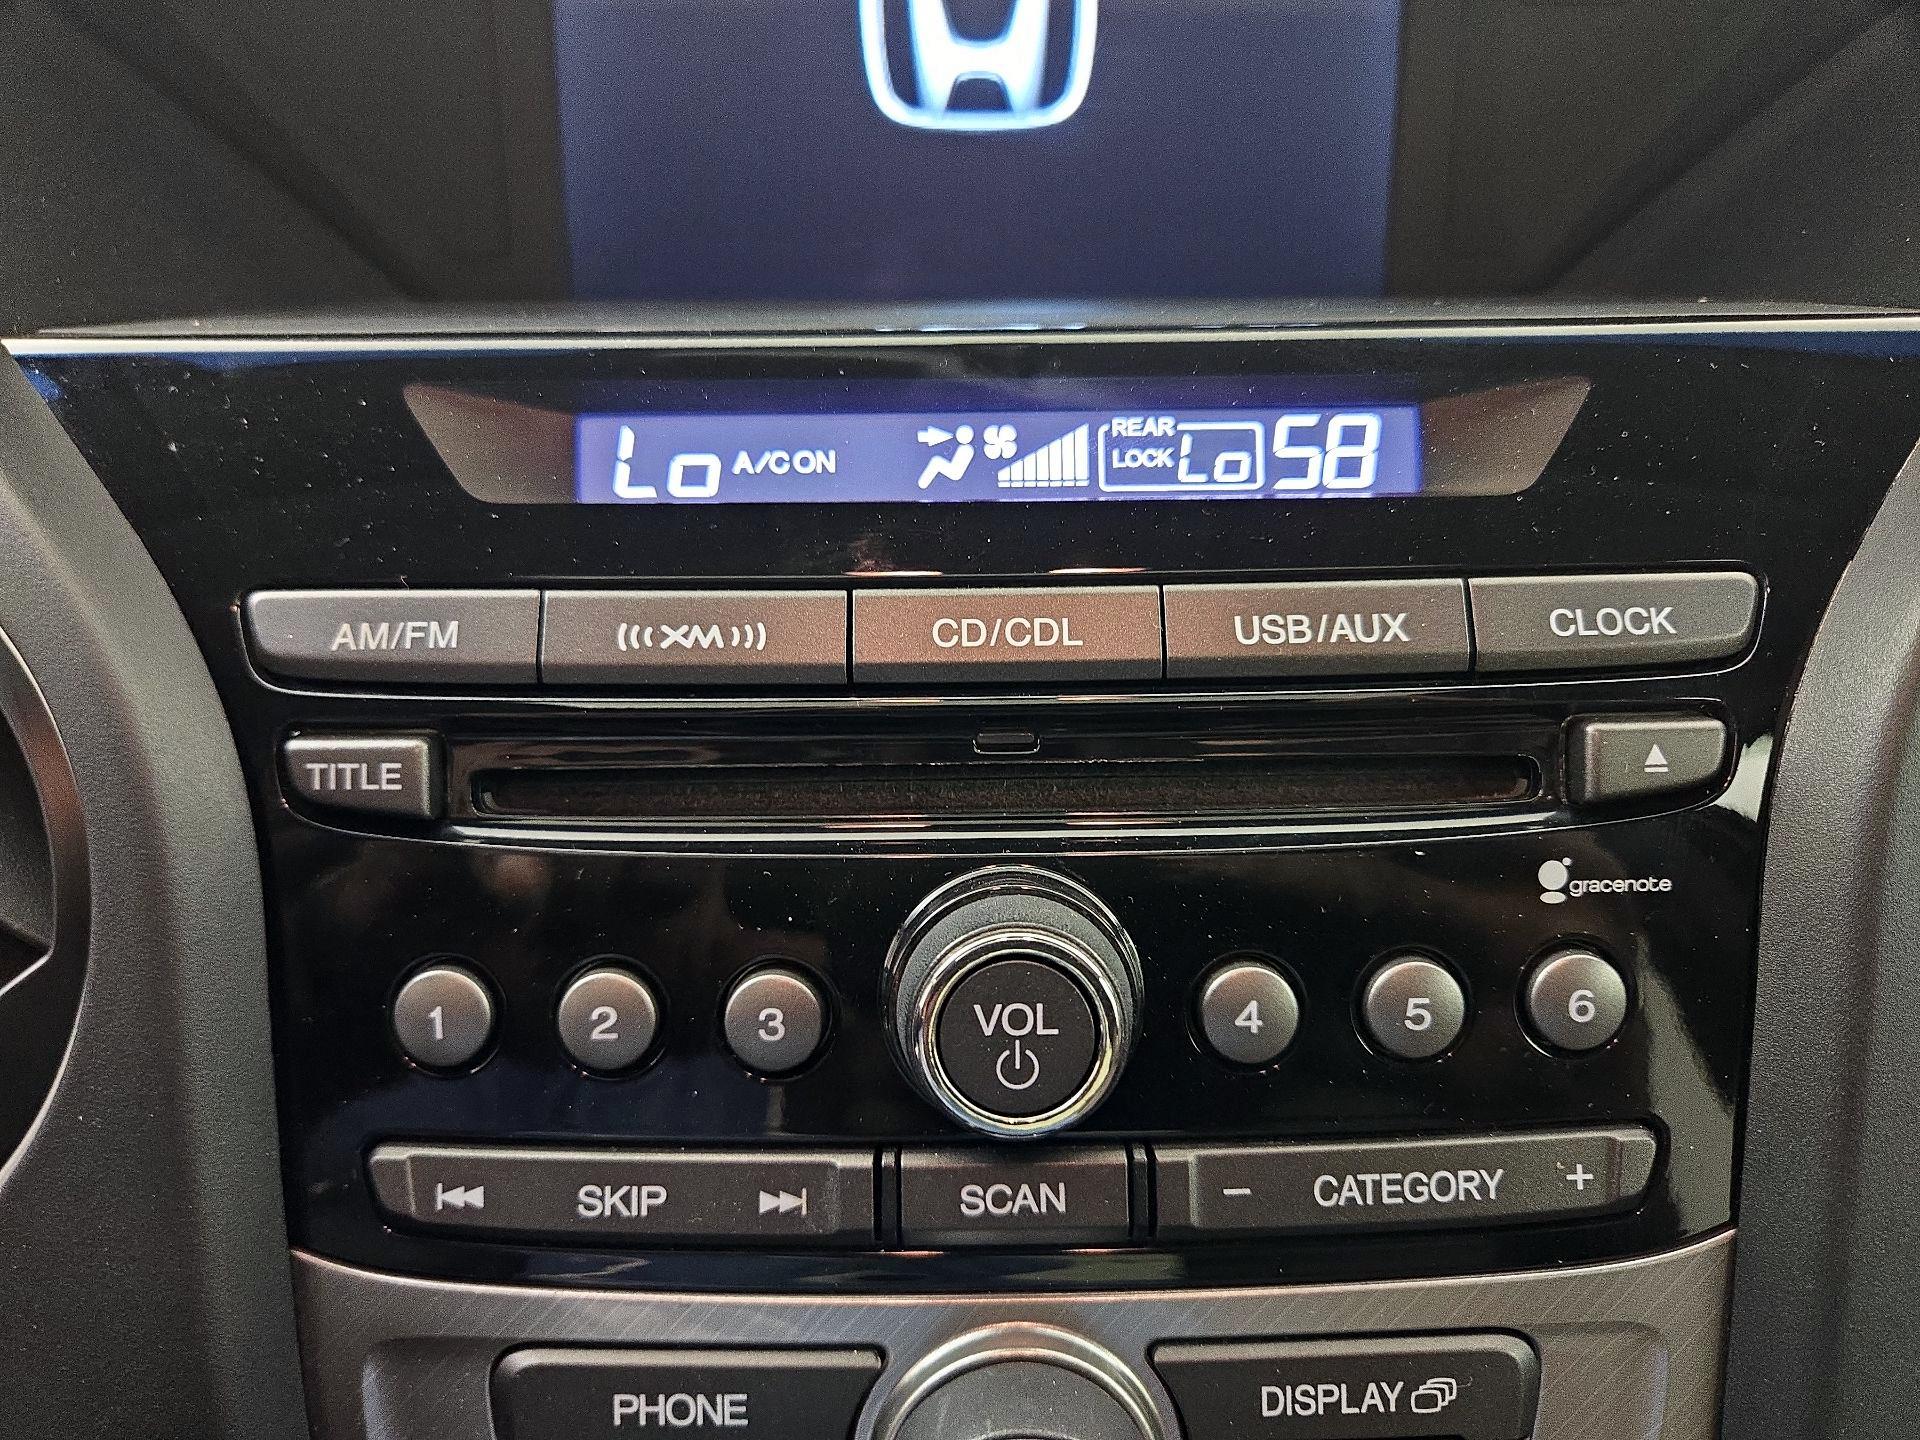 Lo A/C ON REAR LOCK Lo 58
AM/FM XM CD/CDL USB/AUX CLOCK
TITLE
gracenote
1 2 3 VOL 4 5 6
SKIP SCAN - CATEGORY +
PHONE DISPLAY